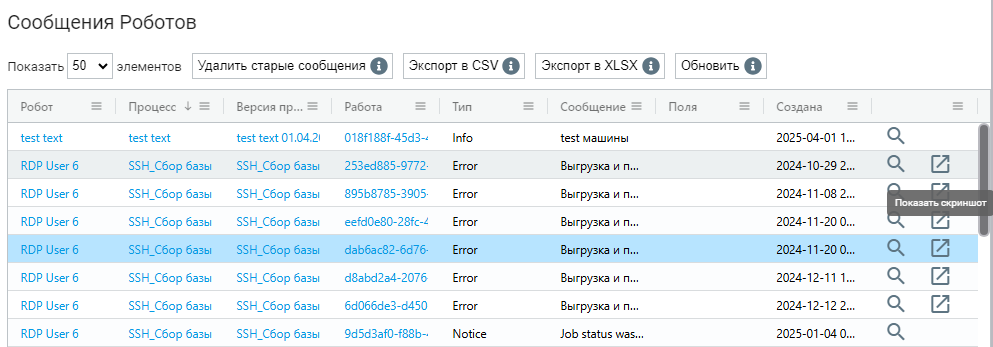 Сообщения Роботов
Показать 50 элементов Удалить старые сообщения Экспорт в CSV Экспорт в XLSX Обновить
Робот Процесс Версия пр... Работа Тип Сообщение Поля Создана
test text test text test text 01.04.20 018f188f-45d3-4 Info test машины 2025-04-01 1...
RDP User 6 SSH_Сбор базы SSH_Сбор базы 253ed885-9772- Error Выгрузка и п... 2024-10-29 2...
RDP User 6 SSH_Сбор базы SSH_Сбор базы 895b8785-3905- Error Выгрузка и п... 2024-11-08 2...
Показать скриншот
RDP User 6 SSH_Сбор базы SSH_Сбор базы eefd0e80-28fc-4 Error Выгрузка и п... 2024-11-20 0...
RDP User 6 SSH_Сбор базы SSH_Сбор базы dab6ac82-6d76- Error Выгрузка и п... 2024-11-20 0...
RDP User 6 SSH_Сбор базы SSH_Сбор базы d8abd2a4-2076 Error Выгрузка и п... 2024-12-11 1...
RDP User 6 SSH_Сбор базы SSH_Сбор базы 6d066de3-d450 Error Выгрузка и п... 2024-12-12 2...
RDP User 6 SSH_Сбор базы SSH_Сбор базы 9d5d3af0-f88b- Notice Job status was... 2025-01-04 0...